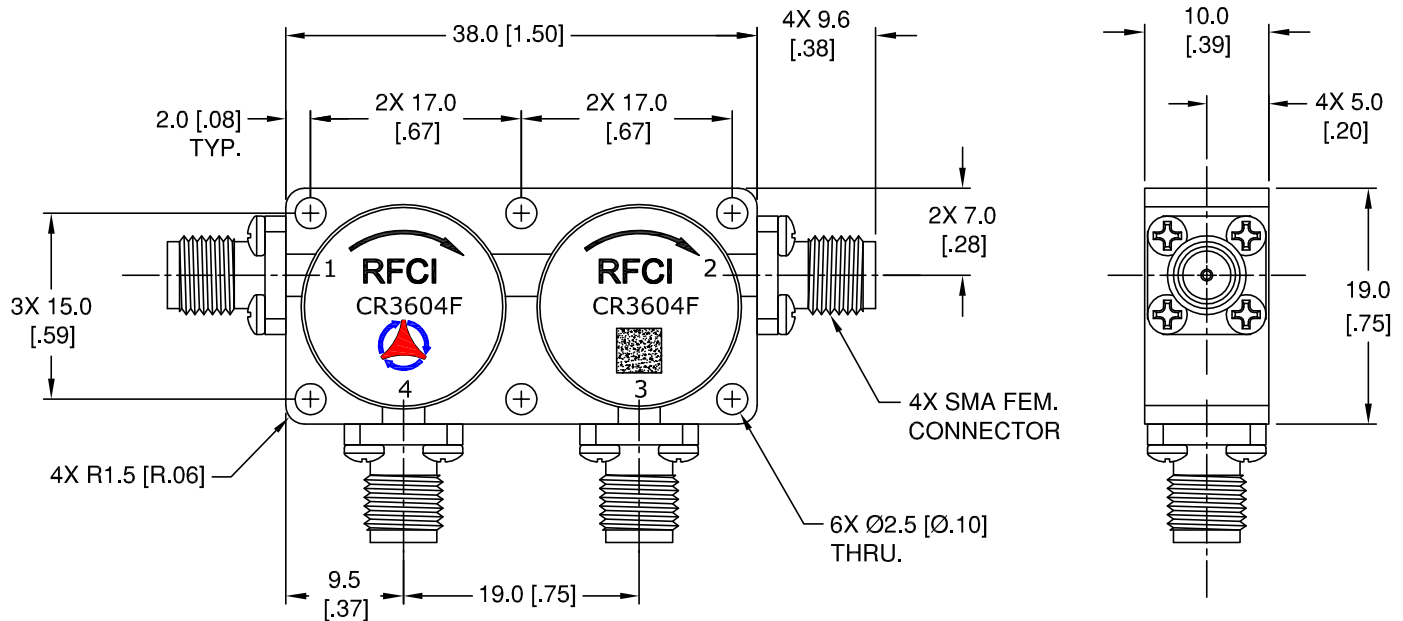 38.0 [1.50]
4X 9.6
[.38]
10.0
[.39]
2.0 [.08]
TYP.
2X 17.0
[.67]
2X 17.0
[.67]
4X 5.0
[.20]
2X 7.0
[.28]
3X 15.0
[.59]
1
RFCI
CR3604F
4
RFCI
2
CR3604F
3
19.0
[.75]
4X SMA FEM.
CONNECTOR
4X R1.5 [R.06]
6X Ø2.5 [Ø.10]
THRU.
9.5
[.37]
19.0 [.75]